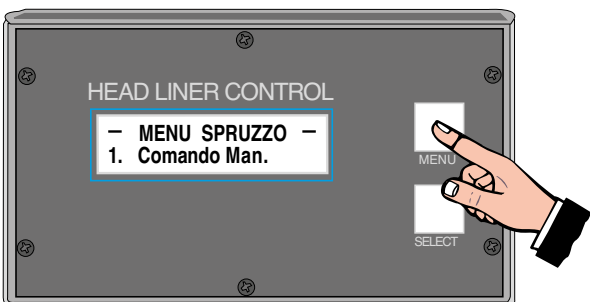 HEAD LINER CONTROL
– MENU SPRUZZO –
1. Comando Man.
MENU
SELECT